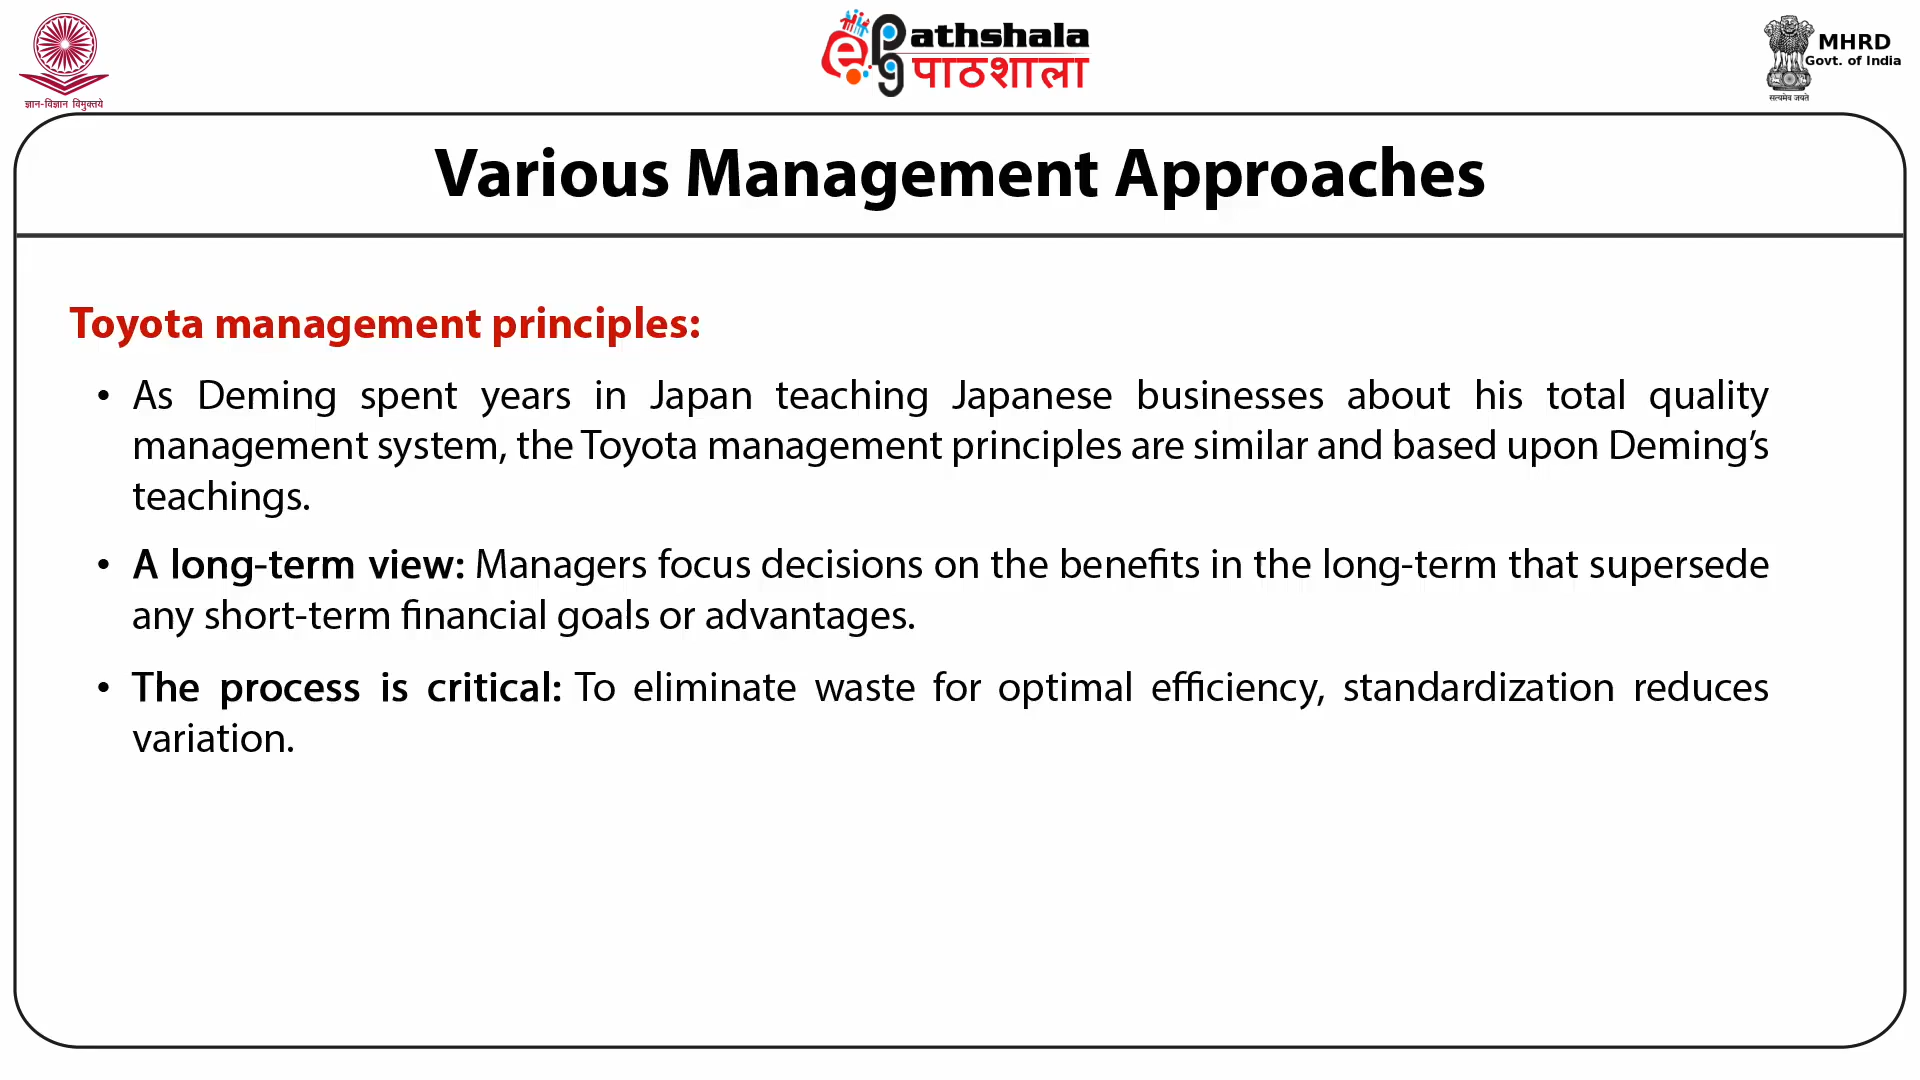 ज्ञान-विज्ञान विमुक्तये
ePathshala
पाठशाला
MHRD
Govt. of India
सत्यमेव जयते
Various Management Approaches
Toyota management principles:
• As Deming spent years in Japan teaching Japanese businesses about his total quality
management system, the Toyota management principles are similar and based upon Deming’s
teachings.
• A long-term view: Managers focus decisions on the benefits in the long-term that supersede
any short-term financial goals or advantages.
• The process is critical: To eliminate waste for optimal efficiency, standardization reduces
variation.